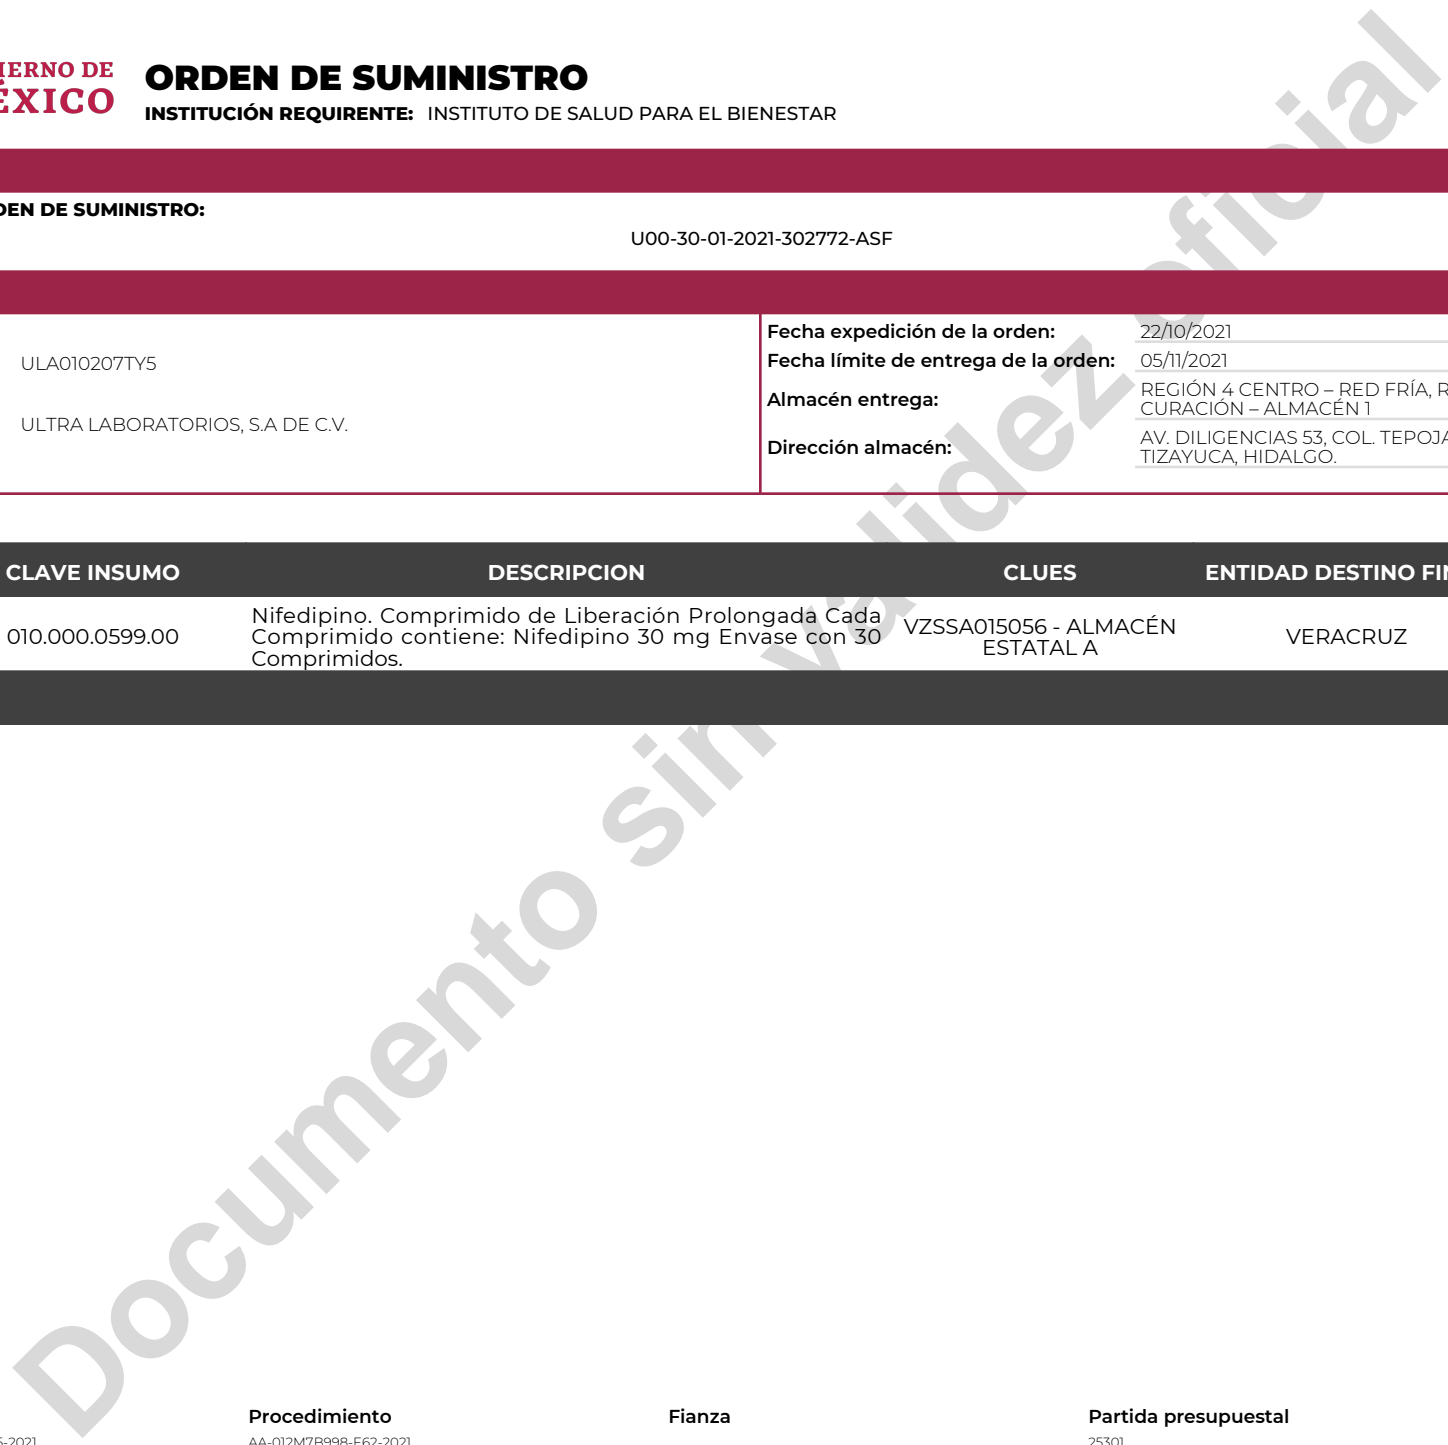 IERNO DE
ÉXICO
ORDEN DE SUMINISTRO
INSTITUCIÓN REQUIRENTE: INSTITUTO DE SALUD PARA EL BIENESTAR
DEN DE SUMINISTRO:
U00-30-01-2021-302772-ASF
ULA010207TY5
ULTRA LABORATORIOS, S.A DE C.V.
Fecha expedición de la orden: 22/10/2021
Fecha límite de entrega de la orden: 05/11/2021
Almacén entrega: REGIÓN 4 CENTRO – RED FRÍA, R
CURACIÓN – ALMACÉN 1
Dirección almacén: AV. DILIGENCIAS 53, COL. TEPOJA
TIZAYUCA, HIDALGO.
CLAVE INSUMO DESCRIPCION CLUES ENTIDAD DESTINO FIN
010.000.0599.00
Nifedipino. Comprimido de Liberación Prolongada Cada
Comprimido contiene: Nifedipino 30 mg Envase con 30
Comprimidos.
VZSSA015056 - ALMACÉN
ESTATAL A
VERACRUZ
Documento sin validez oficial
Procedimiento Fianza Partida presupuestal
5-2021 AA-012M7B998-E62-2021 25301